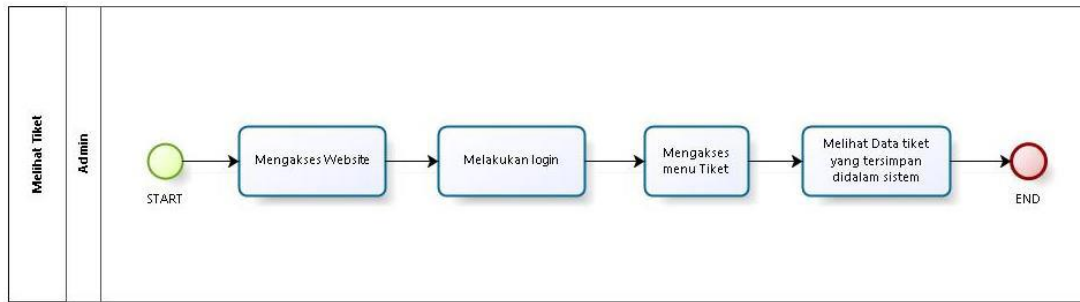 Melihat Tiket
Admin
START
Mengakses Website
Melakukan login
Mengakses
menu Tiket
Melihat Data tiket
yang tersimpan
didalam sistem
END